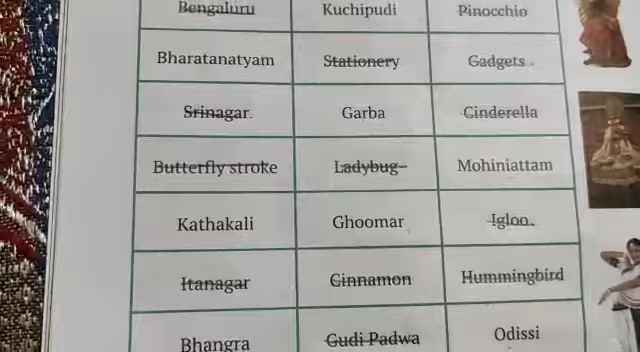 Bengaluru Kuchipudi Pinocchio
Bharatanatyam Stationery Gadgets
Srinagar Garba Cinderella
Butterfly stroke Ladybug Mohiniattam
Kathakali Ghoomar Igloo
Itanagar Cinnamon Hummingbird
Bhangra Gudi Padwa Odissi